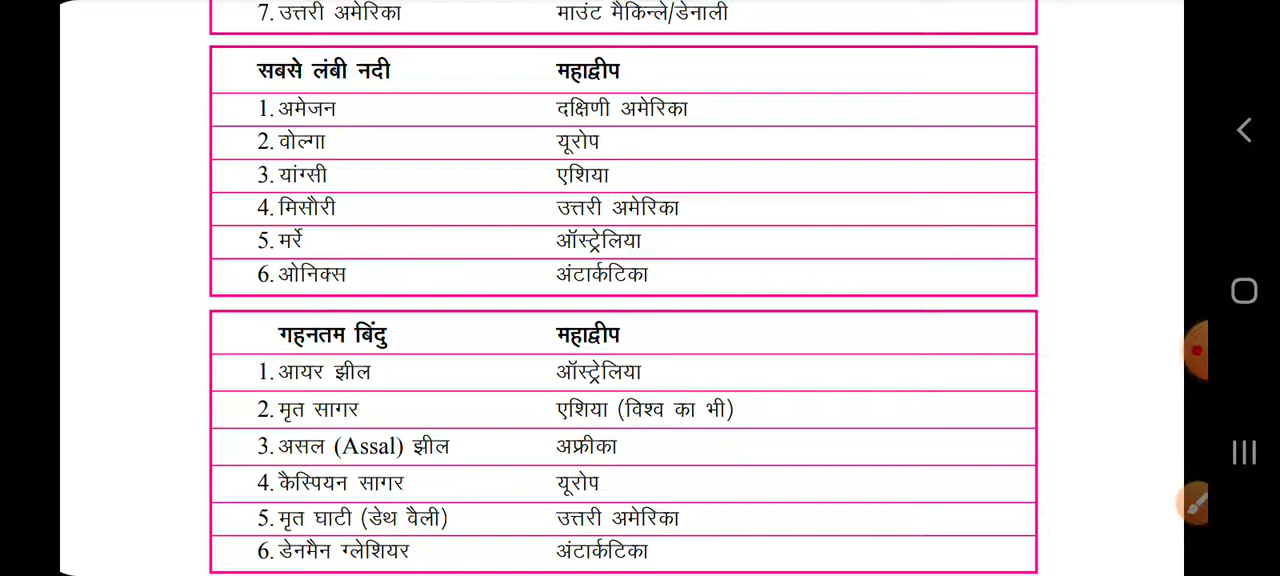 7. उत्तरी अमेरिका माउंट मैकिन्ले/डेनाली
सबसे लंबी नदी महाद्वीप
1. अमेजन दक्षिणी अमेरिका
2. वोल्गा यूरोप
3. यांग्सी एशिया
4. मिसौरी उत्तरी अमेरिका
5. मर्रे ऑस्ट्रेलिया
6. ओनिक्स अंटार्कटिका
गहनतम बिंदु महाद्वीप
1. आयर झील ऑस्ट्रेलिया
2. मृत सागर एशिया (विश्व का भी)
3. असल (Assal) झील अफ्रीका
4. कैस्पियन सागर यूरोप
5. मृत घाटी (डेथ वैली) उत्तरी अमेरिका
6. डेनमैन ग्लेशियर अंटार्कटिका